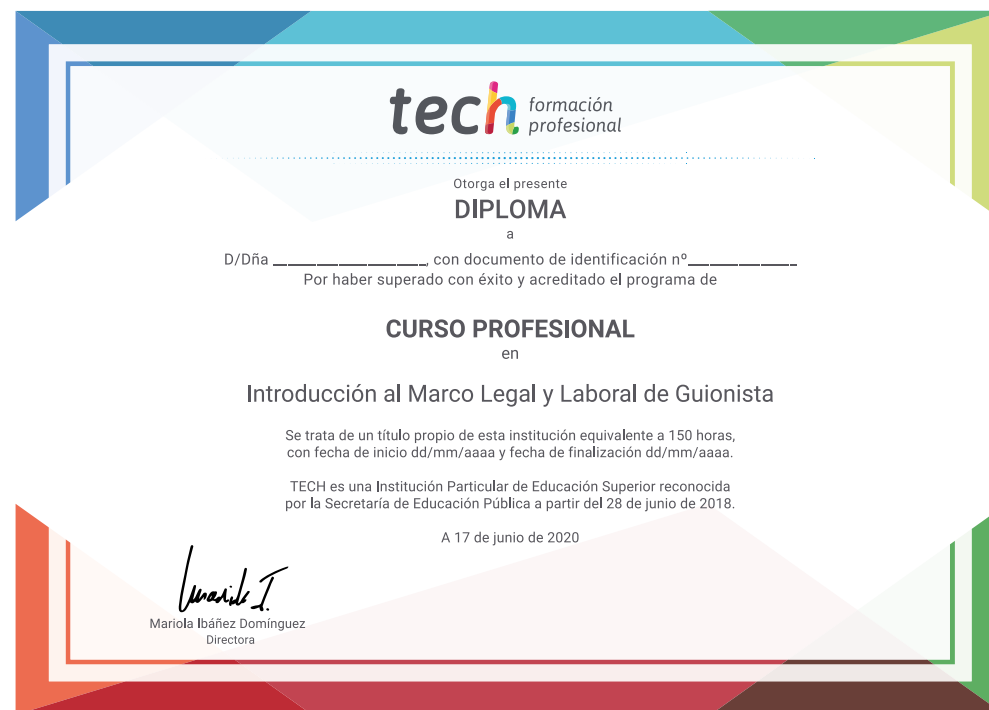 tech formación
profesional
Otorga el presente
DIPLOMA
a
D/Dña ____________________, con documento de identificación nº______________
Por haber superado con éxito y acreditado el programa de
CURSO PROFESIONAL
en
Introducción al Marco Legal y Laboral de Guionista
Se trata de un título propio de esta institución equivalente a 150 horas,
con fecha de inicio dd/mm/aaaa y fecha de finalización dd/mm/aaaa.
TECH es una Institución Particular de Educación Superior reconocida
por la Secretaría de Educación Pública a partir del 28 de junio de 2018.
A 17 de junio de 2020
Mariola Ibáñez Domínguez
Directora